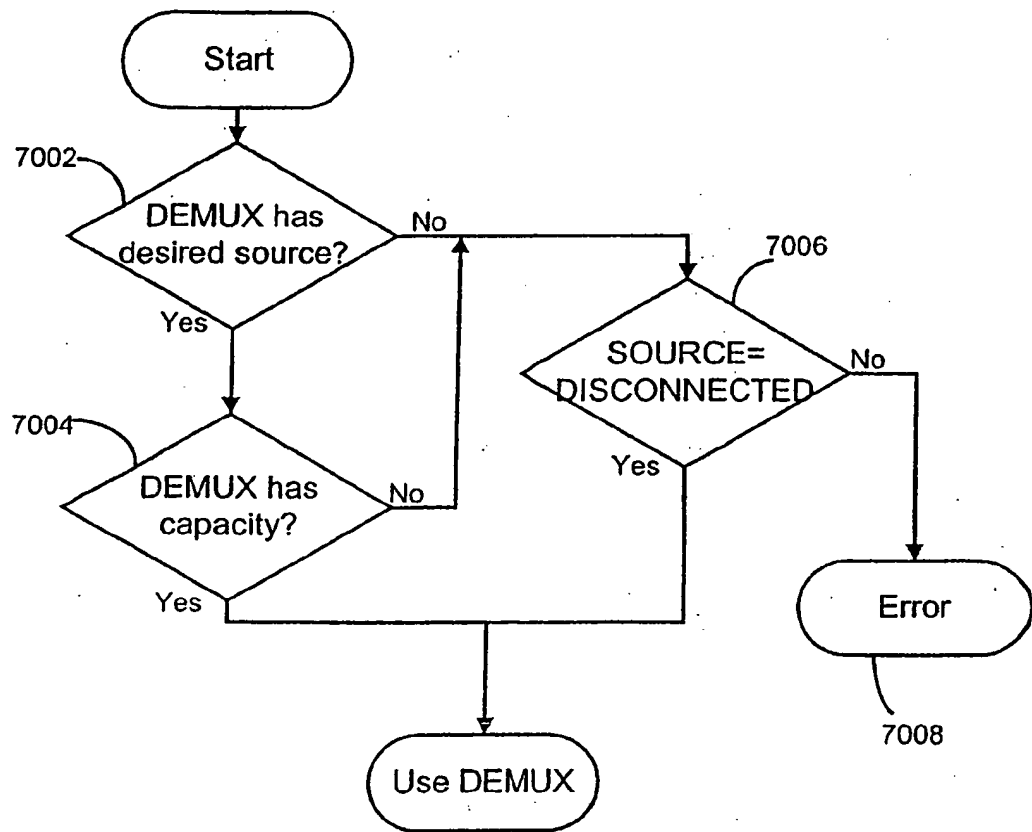 Start
7002
DEMUX has
desired source?
No
Yes
7006
SOURCE=
DISCONNECTED
No
Yes
7004
DEMUX has
capacity?
No
Yes
Error
7008
Use DEMUX